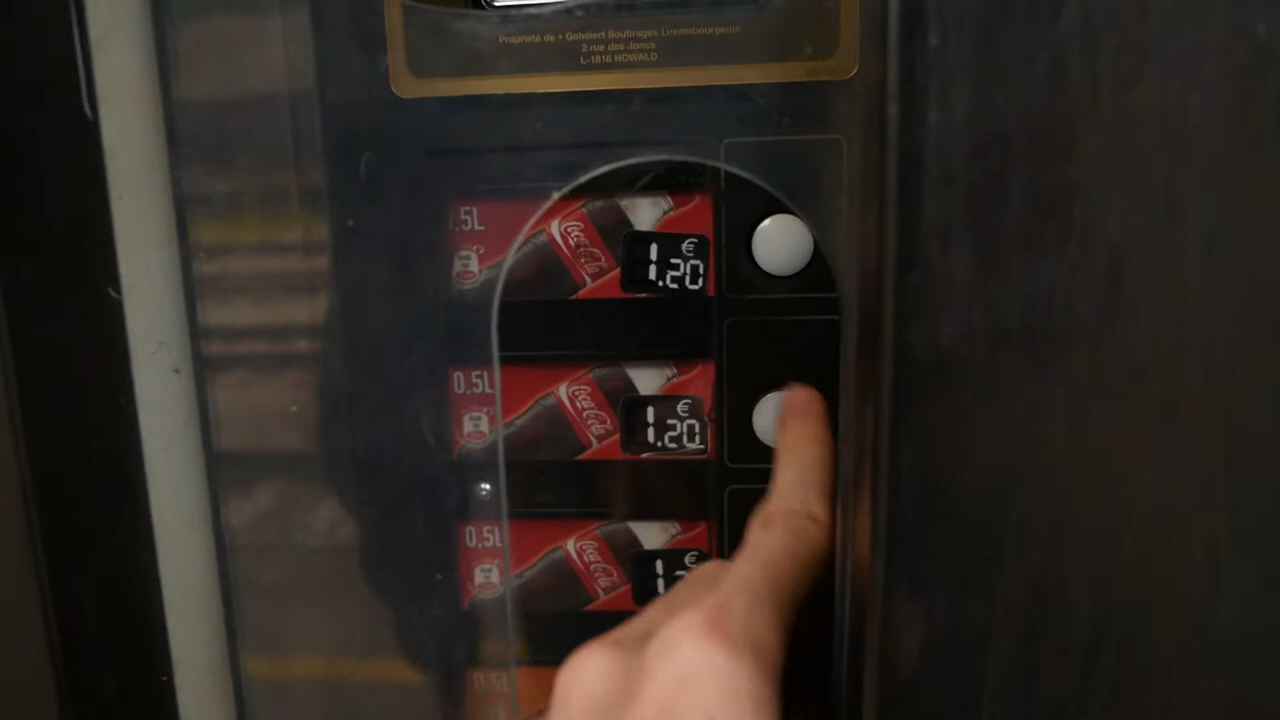 Propriété de • Gehéiert Soutirages Luxembourgeois
2 rue des Joncs
L-1818 HOWALD
.5L
Coca-Cola
€
1.20
0,5L
Coca-Cola
€
1.20
0,5L
Coca-Cola
€